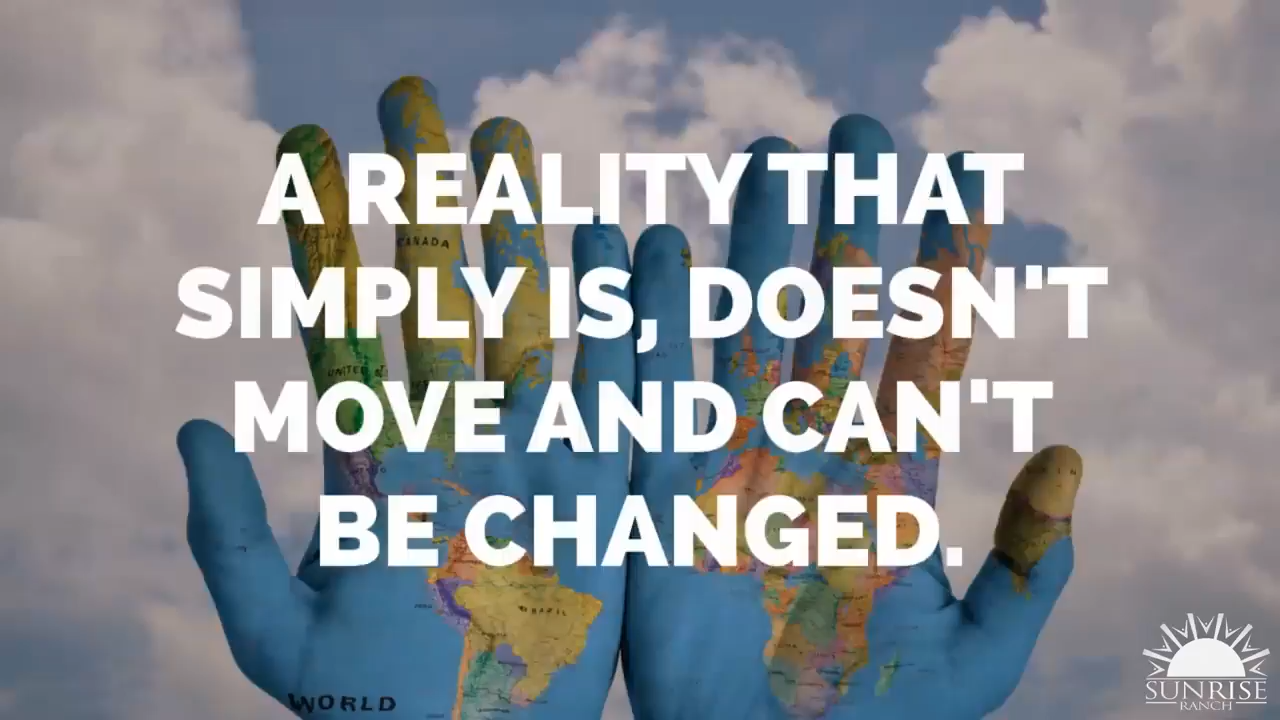 A REALITY THAT
SIMPLY IS, DOESN'T
MOVE AND CAN'T
BE CHANGED.
CANADA
BRAZIL
WORLD
SUNRISE
RANCH